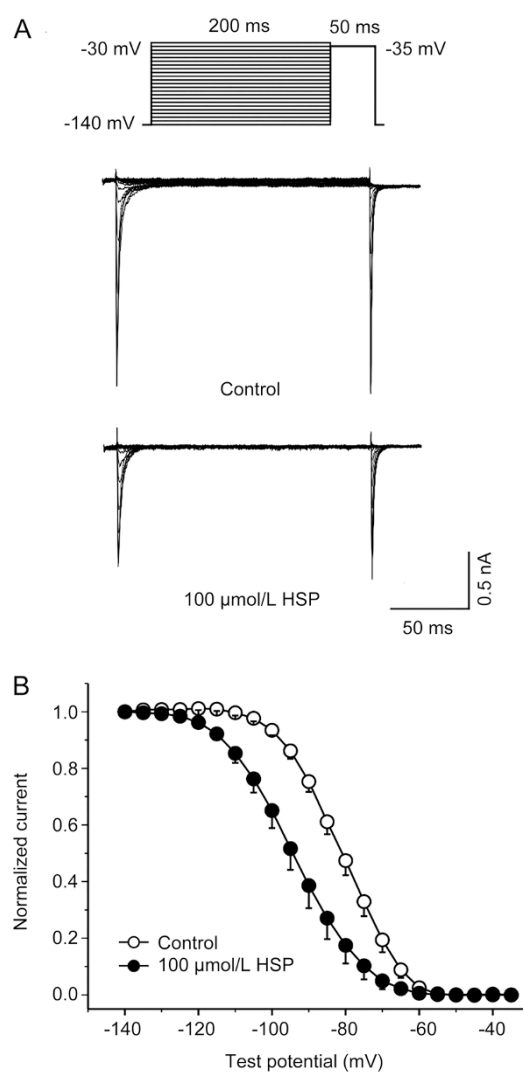 A
200 ms 50 ms
-30 mV -35 mV
-140 mV
Control
100 µmol/L HSP
0.5 nA
50 ms
B
1.0
0.8
0.6
0.4
0.2
0.0
Normalized current
Control
100 µmol/L HSP
-140 -120 -100 -80 -60 -40
Test potential (mV)